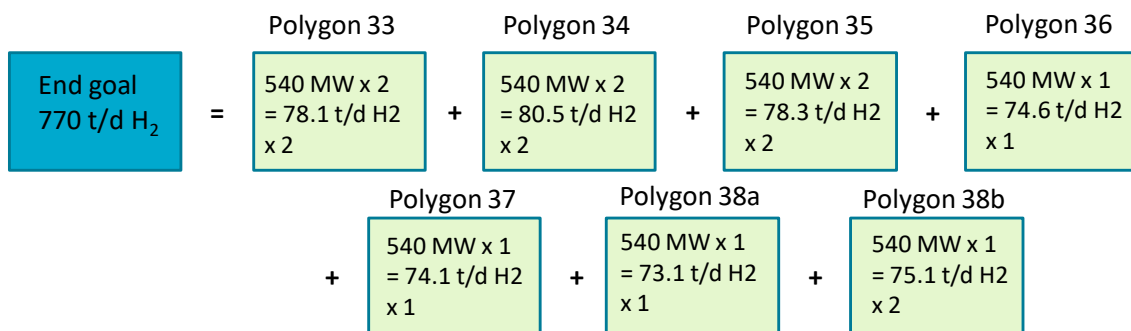 Polygon 33
Polygon 34
Polygon 35
Polygon 36
End goal
770 t/d H₂
=
540 MW x 2
= 78.1 t/d H2
x 2
+
540 MW x 2
= 80.5 t/d H2
x 2
+
540 MW x 2
= 78.3 t/d H2
x 2
+
540 MW x 1
= 74.6 t/d H2
x 1
Polygon 37
Polygon 38a
Polygon 38b
+
540 MW x 1
= 74.1 t/d H2
x 1
+
540 MW x 1
= 73.1 t/d H2
x 1
+
540 MW x 1
= 75.1 t/d H2
x 2